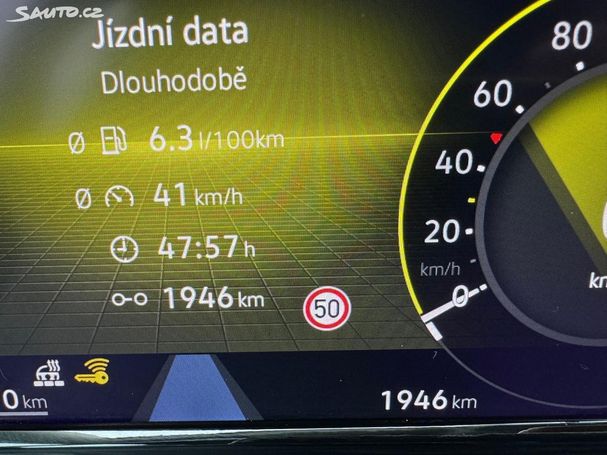 SAUTO.CZ
Jízdní data
Dlouhodobě
Ø 6.3 l/100km
Ø 41 km/h
47:57 h
1946 km
50
80
60
40
20
km/h
0
km
0 km
1946 km